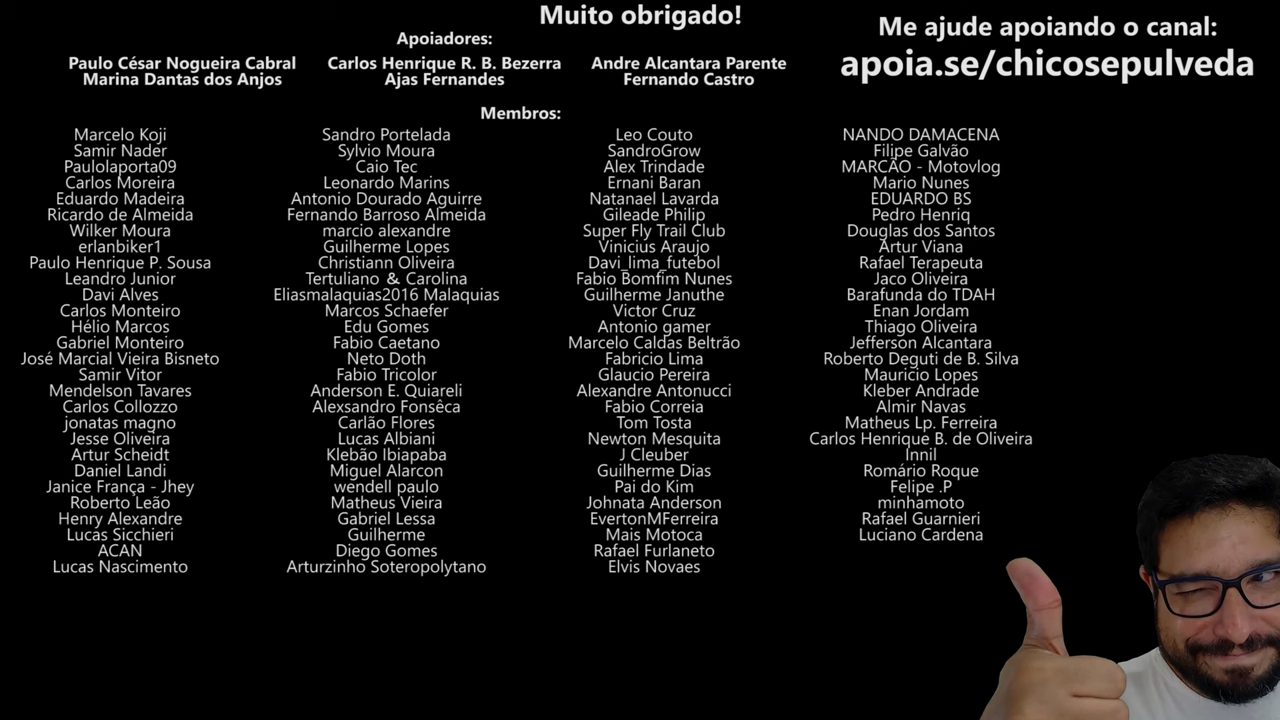 Muito obrigado!
Apoiadores:
Paulo César Nogueira Cabral
Marina Dantas dos Anjos
Carlos Henrique R. B. Bezerra
Ajas Fernandes
Andre Alcantara Parente
Fernando Castro
Me ajude apoiando o canal:
apoia.se/chicosepulveda
Membros:
Marcelo Koji
Samir Nader
Paulolaporta09
Carlos Moreira
Eduardo Madeira
Ricardo de Almeida
Wilker Moura
erlanbiker1
Paulo Henrique P. Sousa
Leandro Junior
Davi Alves
Carlos Monteiro
Hélio Marcos
Gabriel Monteiro
José Marcial Vieira Bisneto
Samir Vitor
Mendelson Tavares
Carlos Collozzo
jonatas magno
Jesse Oliveira
Artur Scheidt
Daniel Landi
Janice França - Jhey
Roberto Leão
Henry Alexandre
Lucas Sicchieri
ACAN
Lucas Nascimento
Sandro Portelada
Sylvio Moura
Caio Tec
Leonardo Marins
Antonio Dourado Aguirre
Fernando Barroso Almeida
marcio alexandre
Guilherme Lopes
Christiann Oliveira
Tertuliano & Carolina
Eliasmalaquias2016 Malaquias
Marcos Schaefer
Edu Gomes
Fabio Caetano
Neto Doth
Fabio Tricolor
Anderson E. Quiareli
Alexsandro Fonsêca
Carlão Flores
Lucas Albiani
Klebão Ibiapaba
Miguel Alarcon
wendell paulo
Matheus Vieira
Gabriel Lessa
Guilherme
Diego Gomes
Arturzinho Soteropolytano
Leo Couto
SandroGrow
Alex Trindade
Ernani Baran
Natanael Lavarda
Gileade Philip
Super Fly Trail Club
Vinicius Araujo
Davi_lima_futebol
Fabio Bomfim Nunes
Guilherme Januthe
Victor Cruz
Antonio gamer
Marcelo Caldas Beltrão
Fabricio Lima
Glaucio Pereira
Alexandre Antonucci
Fabio Correia
Tom Tosta
Newton Mesquita
J Cleuber
Guilherme Dias
Pai do Kim
Johnata Anderson
EvertonMFerreira
Mais Motoca
Rafael Furlaneto
Elvis Novaes
NANDO DAMACENA
Filipe Galvão
MARCÃO - Motovlog
Mario Nunes
EDUARDO BS
Pedro Henriq
Douglas dos Santos
Artur Viana
Rafael Terapeuta
Jaco Oliveira
Barafunda do TDAH
Enan Jordam
Thiago Oliveira
Jefferson Alcantara
Roberto Deguti de B. Silva
Mauricio Lopes
Kleber Andrade
Almir Navas
Matheus Lp. Ferreira
Carlos Henrique B. de Oliveira
Innil
Romário Roque
Felipe .P
minhamoto
Rafael Guarnieri
Luciano Cardena